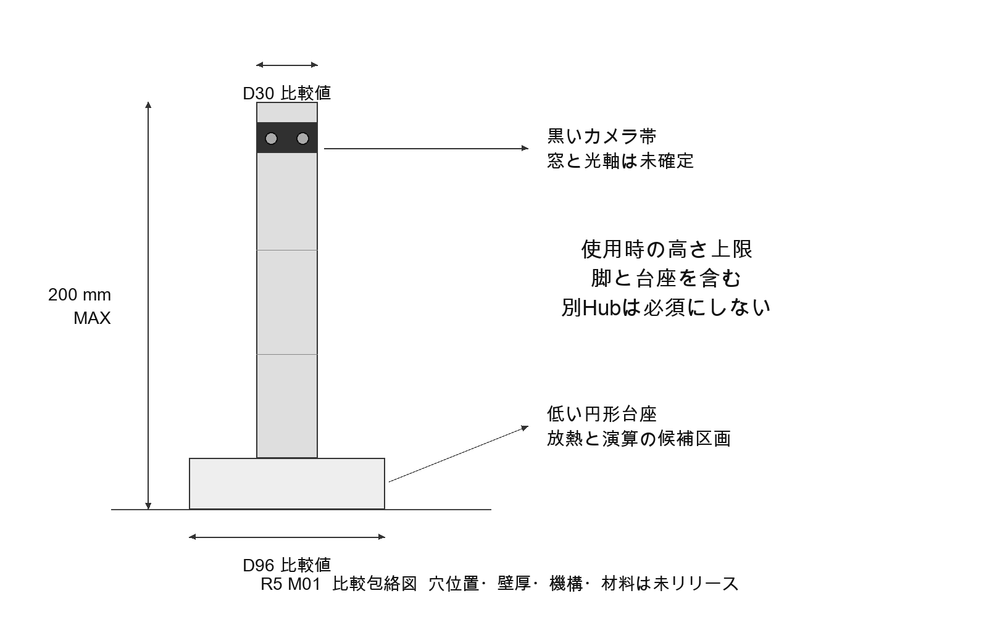 D30 比較値
黒いカメラ帯
窓と光軸は未確定
使用時の高さ上限
脚と台座を含む
別Hubは必須にしない
200 mm
MAX
低い円形台座
放熱と演算の候補区画
D96 比較値
R5 M01 比較包絡図 穴位置・壁厚・機構・材料は未リリース